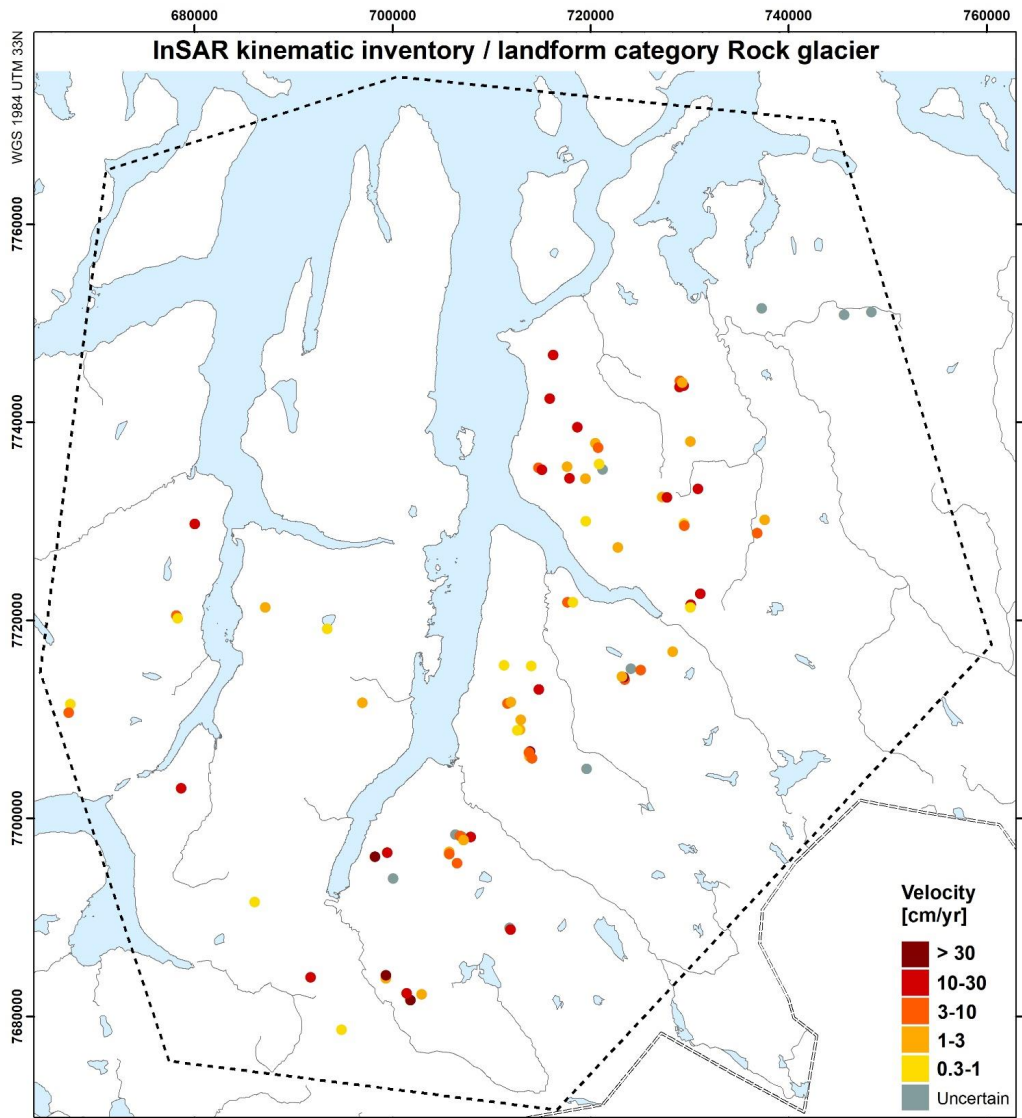 680000 700000 720000 740000 760000
InSAR kinematic inventory / landform category Rock glacier
WGS 1984 UTM 33N
7760000
7740000
7720000
7700000
7680000
Velocity
[cm/yr]
> 30
10-30
3-10
1-3
0.3-1
Uncertain